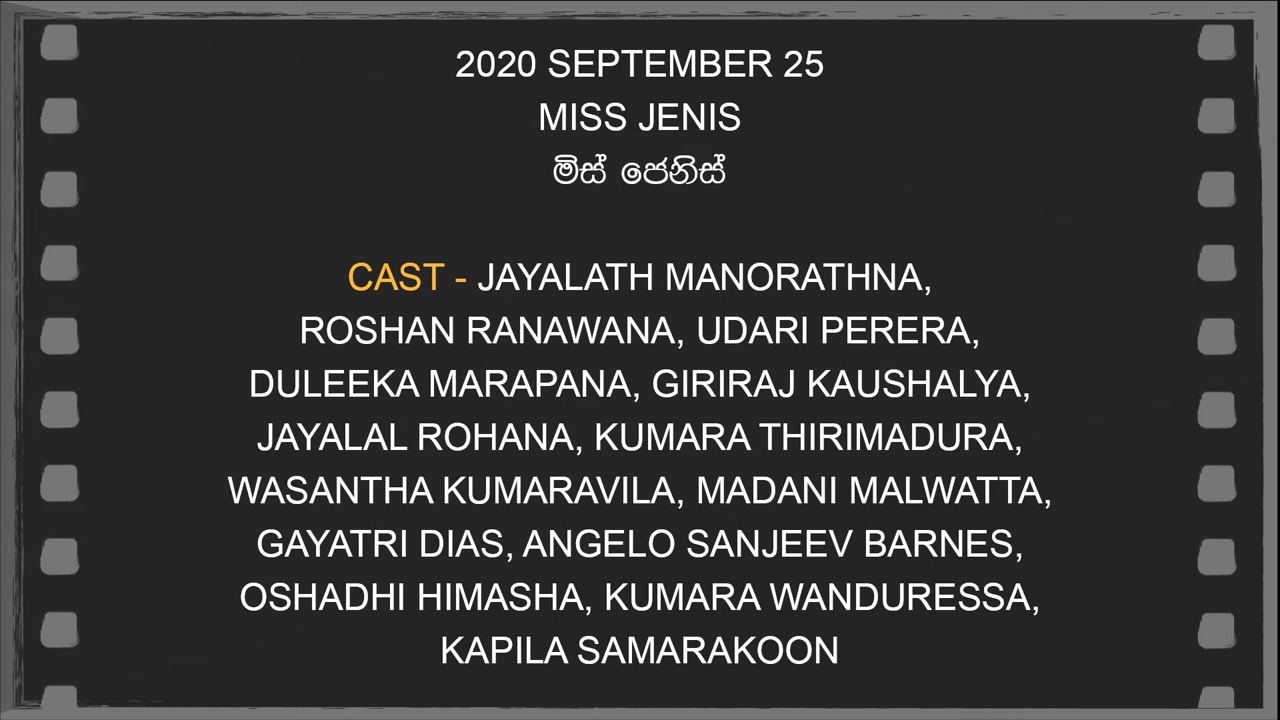 2020 SEPTEMBER 25
MISS JENIS
මිස් ජෙනිස්
CAST - JAYALATH MANORATHNA,
ROSHAN RANAWANA, UDARI PERERA,
DULEEKA MARAPANA, GIRIRAJ KAUSHALYA,
JAYALAL ROHANA, KUMARA THIRIMADURA,
WASANTHA KUMARAVILA, MADANI MALWATTA,
GAYATRI DIAS, ANGELO SANJEEV BARNES,
OSHADHI HIMASHA, KUMARA WANDURESSA,
KAPILA SAMARAKOON